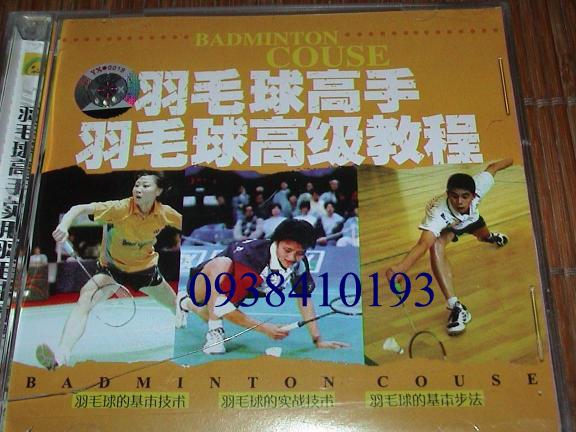 BADMINTON
COUSE
羽毛球高手
羽毛球高级教程
0938410193
BADMINTON COUSE
羽毛球的基本技术 羽毛球的实战技术 羽毛球的基本步法